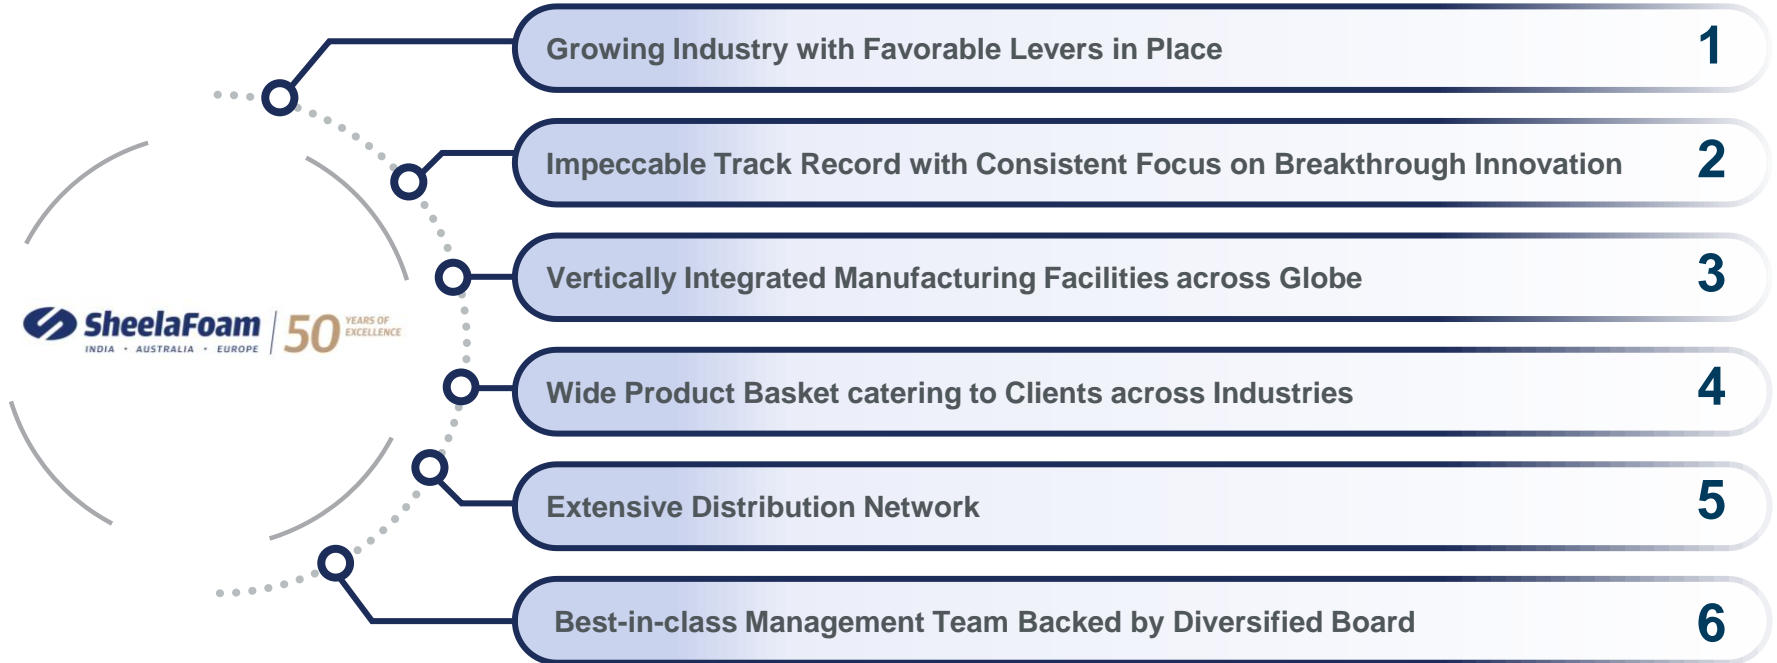 Growing Industry with Favorable Levers in Place 1
Impeccable Track Record with Consistent Focus on Breakthrough Innovation 2
Vertically Integrated Manufacturing Facilities across Globe 3
SheelaFoam 50 YEARS OF EXCELLENCE
INDIA • AUSTRALIA • EUROPE
Wide Product Basket catering to Clients across Industries 4
Extensive Distribution Network 5
Best-in-class Management Team Backed by Diversified Board 6